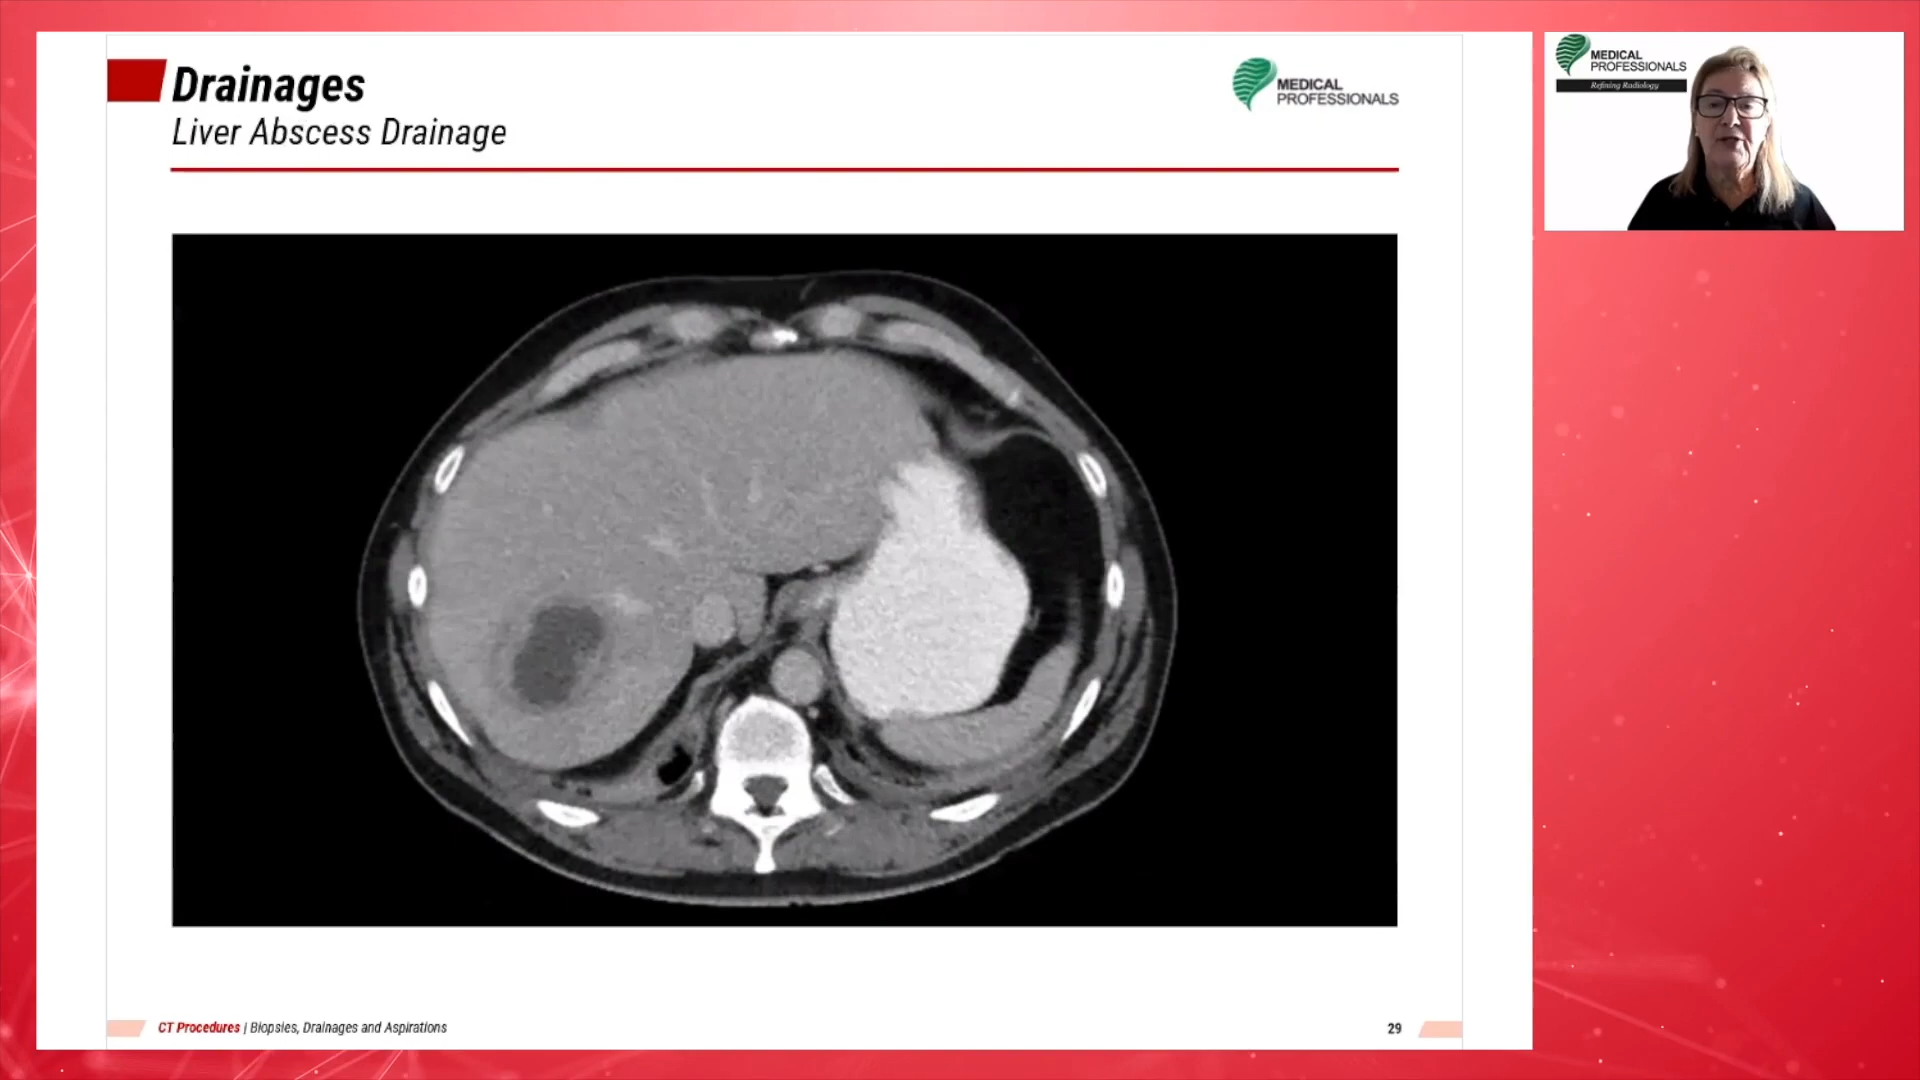 Drainages
Liver Abscess Drainage
MEDICAL
PROFESSIONALS
CT Procedures | Biopsies, Drainages and Aspirations
29
MEDICAL
PROFESSIONALS
Refining Radiology